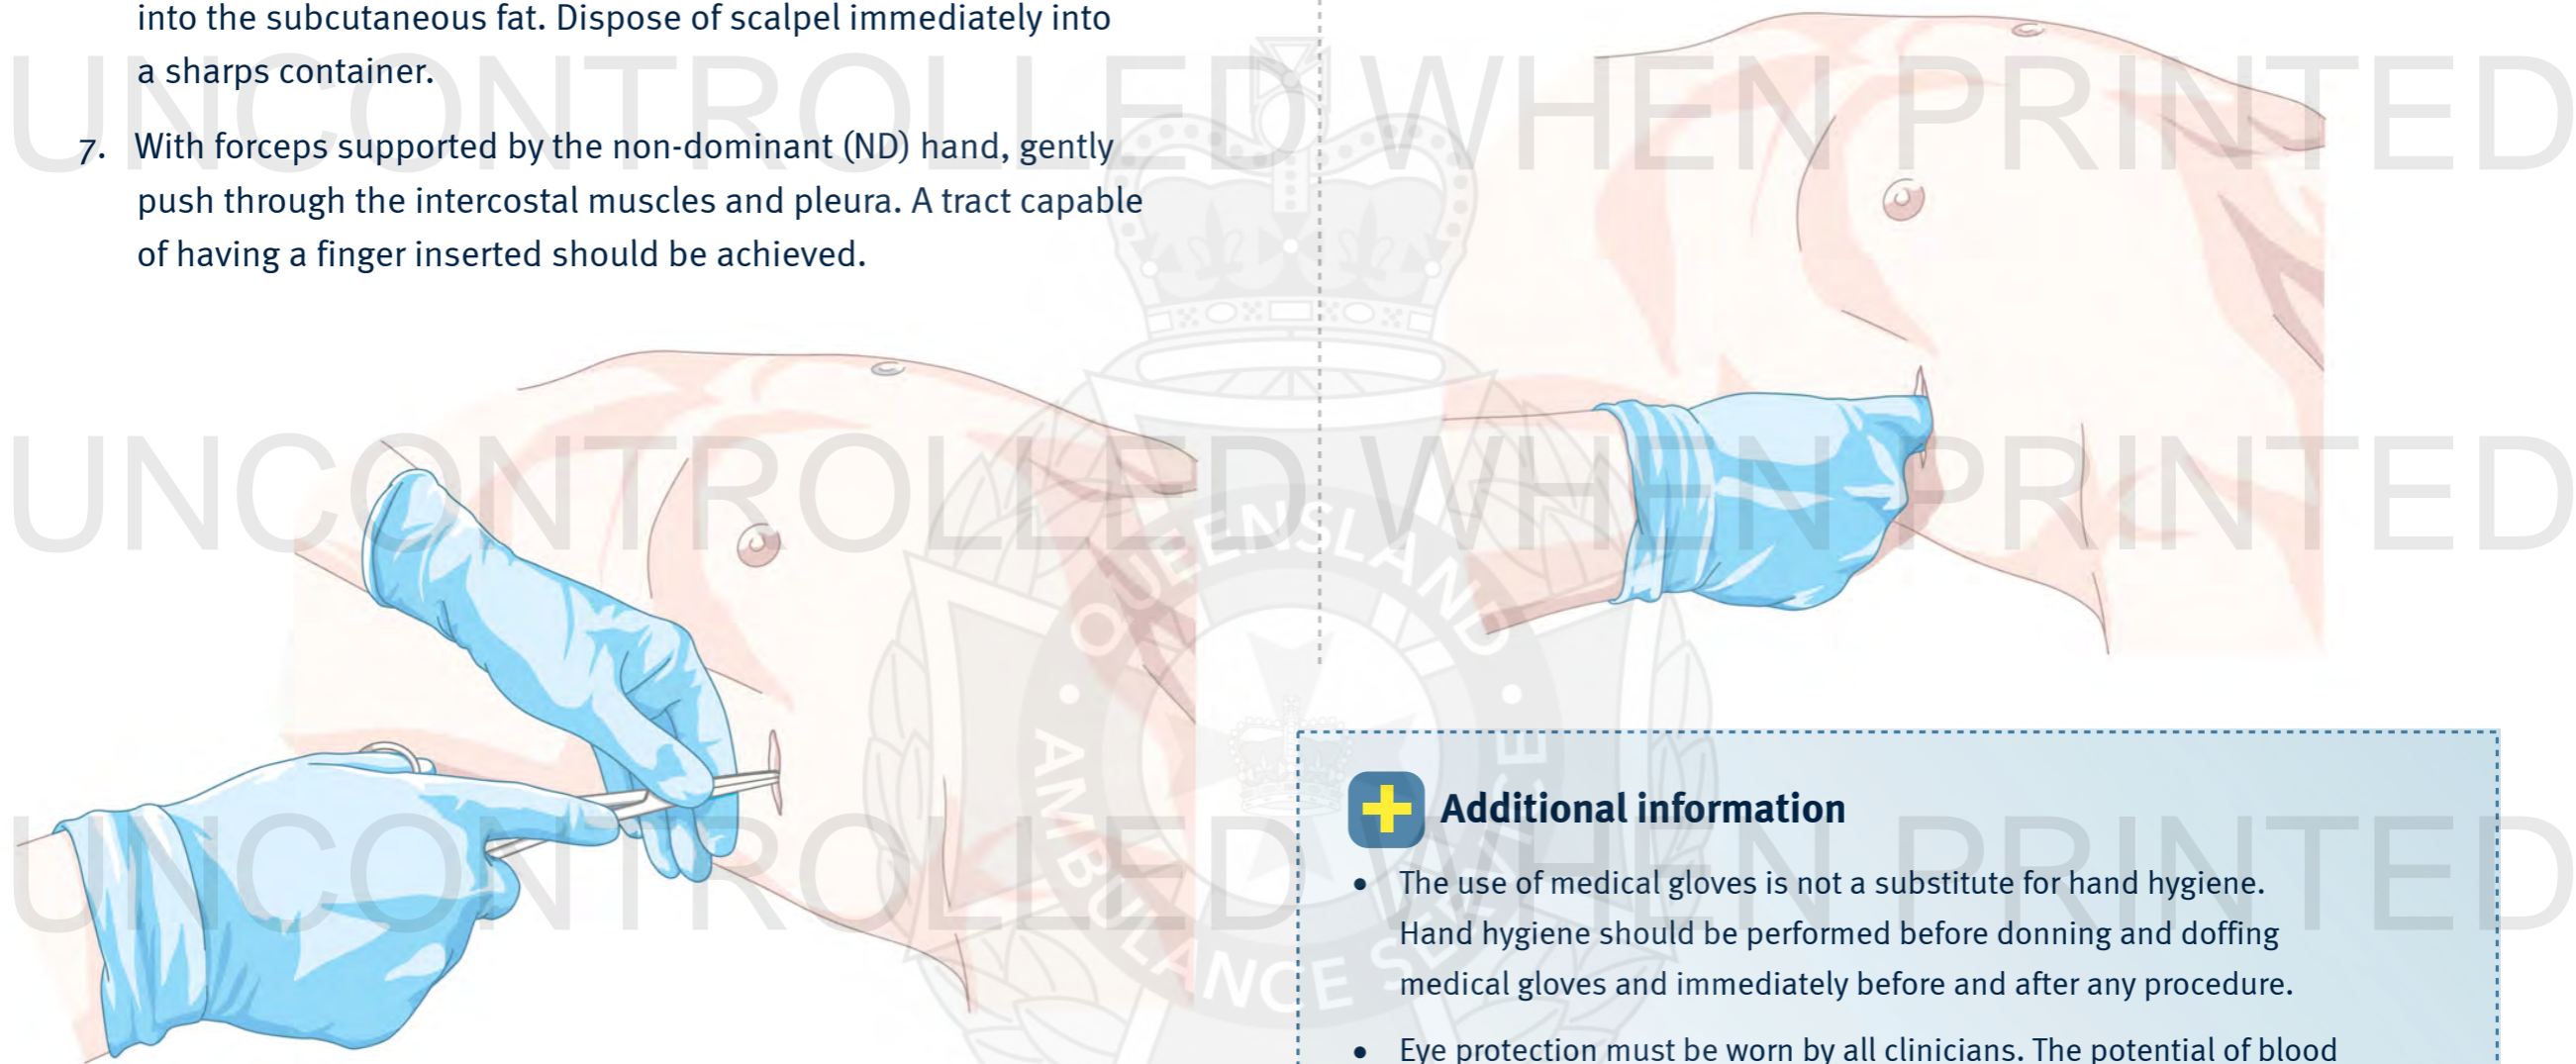 into the subcutaneous fat. Dispose of scalpel immediately into
a sharps container.
7. With forceps supported by the non-dominant (ND) hand, gently
push through the intercostal muscles and pleura. A tract capable
of having a finger inserted should be achieved.
Additional information
• The use of medical gloves is not a substitute for hand hygiene.
Hand hygiene should be performed before donning and doffing
medical gloves and immediately before and after any procedure.
• Eye protection must be worn by all clinicians. The potential of blood
UNCONTROLLED WHEN PRINTED
UNCONTROLLED WHEN PRINTED
UNCONTROLLED WHEN PRINTED
QUEENSLAND
AMBULANCE SERVICE